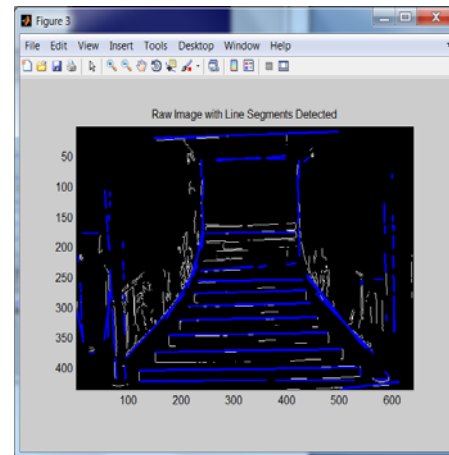 Figure 3
File Edit View Insert Tools Desktop Window Help
Raw Image with Line Segments Detected
50
100
150
200
250
300
350
400
100 200 300 400 500 600